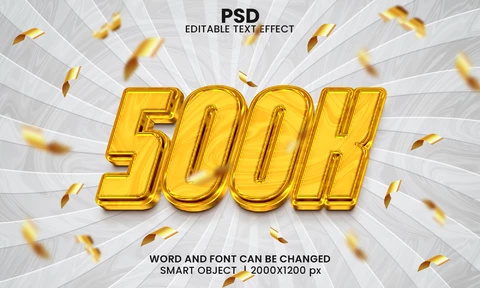 PSD
EDITABLE TEXT EFFECT
500K
WORD AND FONT CAN BE CHANGED
SMART OBJECT | 2000X1200 px